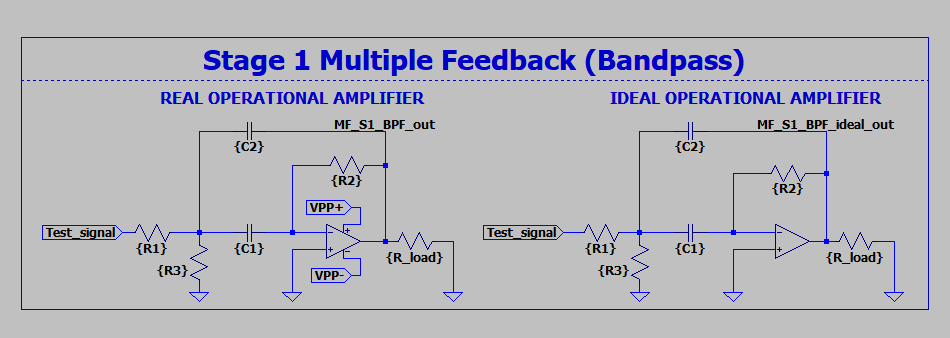 Stage 1 Multiple Feedback (Bandpass)
REAL OPERATIONAL AMPLIFIER
MF_S1_BPF_out
{C2}
{R2}
VPP+
Test_signal
{R1}
{C1}
{R3}
VPP-
{R_load}
IDEAL OPERATIONAL AMPLIFIER
MF_S1_BPF_ideal_out
{C2}
{R2}
Test_signal
{R1}
{C1}
{R3}
{R_load}